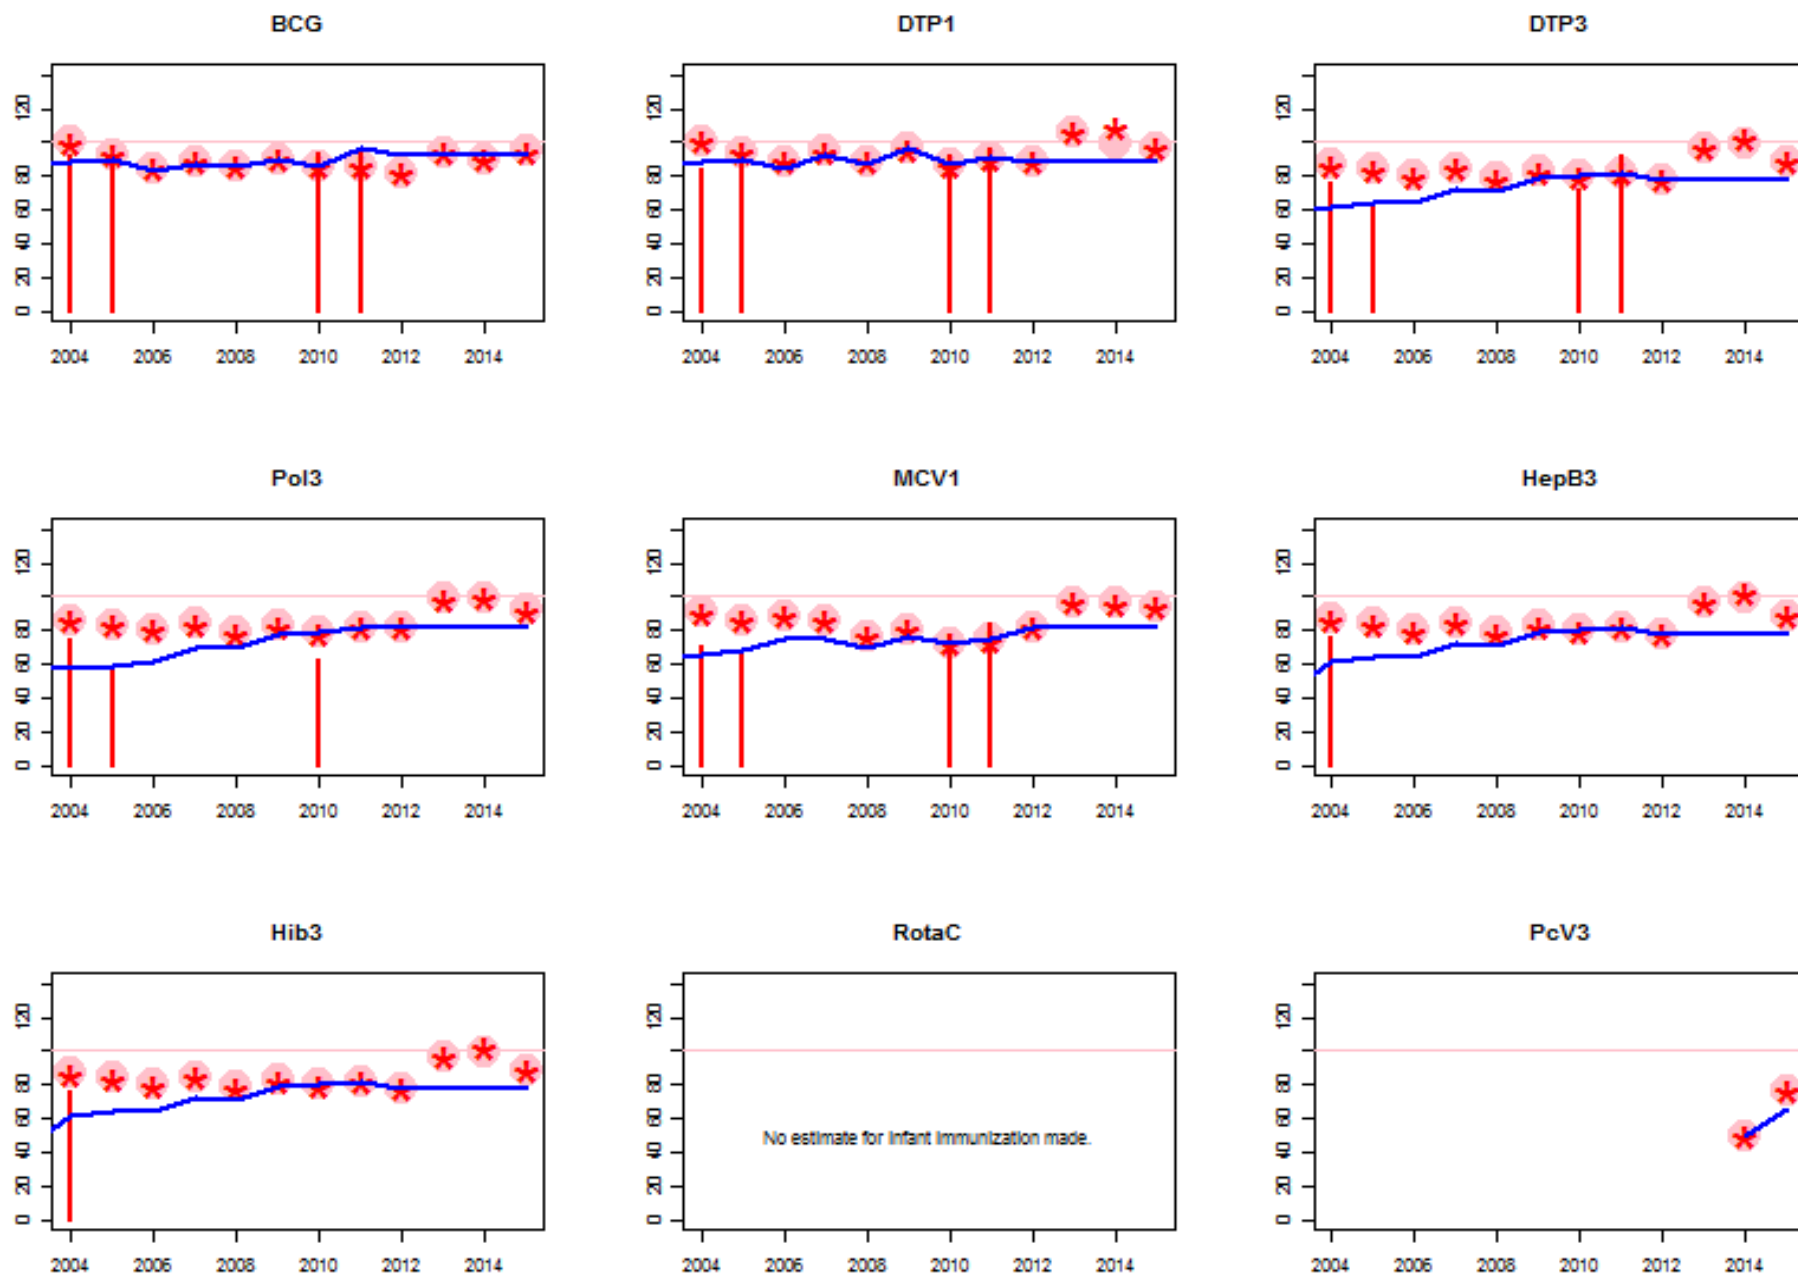 BCG
DTP1
DTP3
0 20 40 60 80 120
0 20 40 60 80 120
0 20 40 60 80 120
2004 2006 2008 2010 2012 2014
2004 2006 2008 2010 2012 2014
2004 2006 2008 2010 2012 2014
Pol3
MCV1
HepB3
0 20 40 60 80 120
0 20 40 60 80 120
0 20 40 60 80 120
2004 2006 2008 2010 2012 2014
2004 2006 2008 2010 2012 2014
2004 2006 2008 2010 2012 2014
Hib3
RotaC
PcV3
0 20 40 60 80 120
0 20 40 60 80 120
No estimate for infant immunization made.
0 20 40 60 80 120
2004 2006 2008 2010 2012 2014
2004 2006 2008 2010 2012 2014
2004 2006 2008 2010 2012 2014